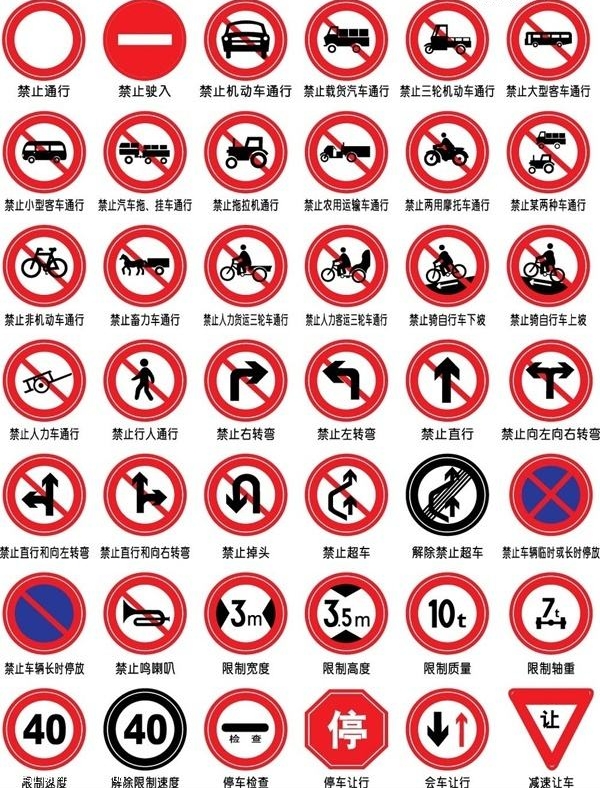 禁止通行 禁止驶入 禁止机动车通行 禁止载货汽车通行 禁止三轮机动车通行 禁止大型客车通行
禁止小型客车通行 禁止汽车拖、挂车通行 禁止拖拉机通行 禁止农用运输车通行 禁止两用摩托车通行 禁止某两种车通行
禁止非机动车通行 禁止畜力车通行 禁止人力货运三轮车通行 禁止人力客运三轮车通行 禁止骑自行车下坡 禁止骑自行车上坡
禁止人力车通行 禁止行人通行 禁止右转弯 禁止左转弯 禁止直行 禁止向左向右转弯
禁止直行和向左转弯 禁止直行和向右转弯 禁止掉头 禁止超车 解除禁止超车 禁止车辆临时或长时停放
3m 3.5m 10t 7t
禁止车辆长时停放 禁止鸣喇叭 限制宽度 限制高度 限制质量 限制轴重
40 40 检查 停 让
限制速度 解除限制速度 停车检查 停车让行 会车让行 减速让车